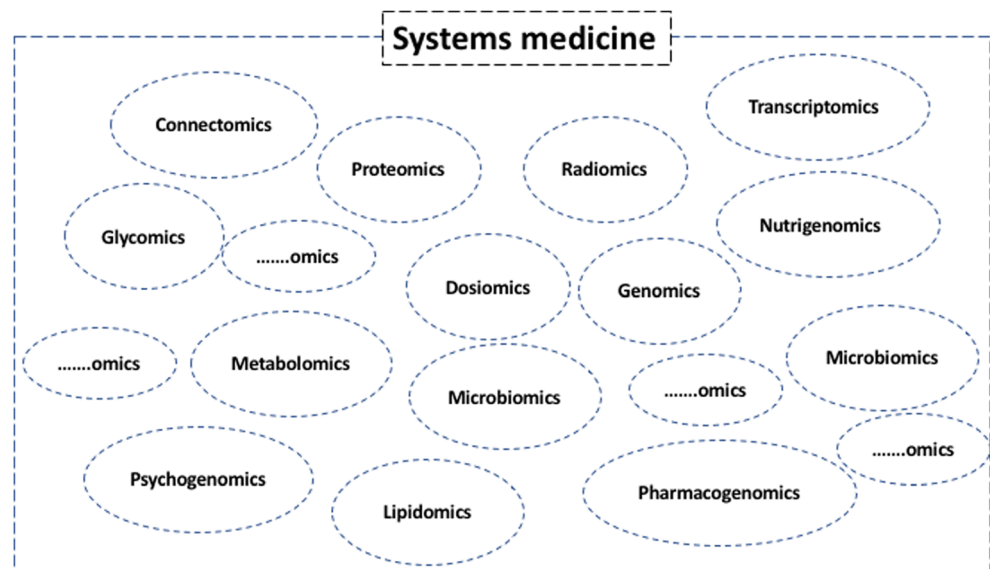 Systems medicine
Transcriptomics
Connectomics
Proteomics
Radiomics
Nutrigenomics
Glycomics
.......omics
Dosiomics
Genomics
.......omics
Metabolomics
Microbiomics
Microbiomics
.......omics
.......omics
Psychogenomics
Pharmacogenomics
Lipidomics